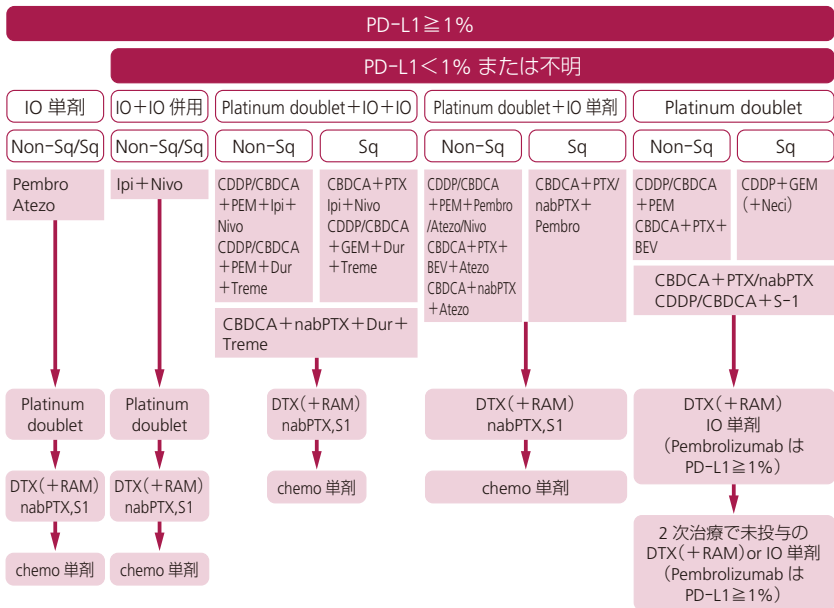 PD-L1≧1%
PD-L1＜1% または不明
IO 単剤
IO＋IO 併用
Platinum doublet＋IO＋IO
Platinum doublet＋IO 単剤
Platinum doublet
Non-Sq/Sq
Non-Sq/Sq
Non-Sq
Sq
Non-Sq
Sq
Non-Sq
Sq
Pembro
Atezo
Ipi＋Nivo
CDDP/CBDCA
＋PEM＋Ipi＋
Nivo
CDDP/CBDCA
＋PEM＋Dur
＋Treme
CBDCA＋PTX
Ipi＋Nivo
CDDP/CBDCA
＋GEM＋Dur
＋Treme
CBDCA＋nabPTX＋Dur＋
Treme
CDDP/CBDCA
＋PEM＋Pembro
/Atezo/Nivo
CBDCA＋PTX＋
BEV＋Atezo
CBDCA＋nabPTX
＋Atezo
CBDCA＋PTX/
nabPTX＋
Pembro
CDDP/CBDCA
＋PEM
CBDCA＋PTX＋
BEV
CDDP＋GEM
（＋Neci）
CBDCA＋PTX/nabPTX
CDDP/CBDCA＋S-1
Platinum
doublet
Platinum
doublet
DTX（＋RAM）
nabPTX,S1
DTX（＋RAM）
nabPTX,S1
DTX（＋RAM）
IO 単剤
（Pembrolizumab は
PD-L1≧1%）
DTX（＋RAM）
nabPTX,S1
DTX（＋RAM）
nabPTX,S1
chemo 単剤
chemo 単剤
chemo 単剤
chemo 単剤
2 次治療で未投与の
DTX（＋RAM）or IO 単剤
（Pembrolizumab は
PD-L1≧1%）